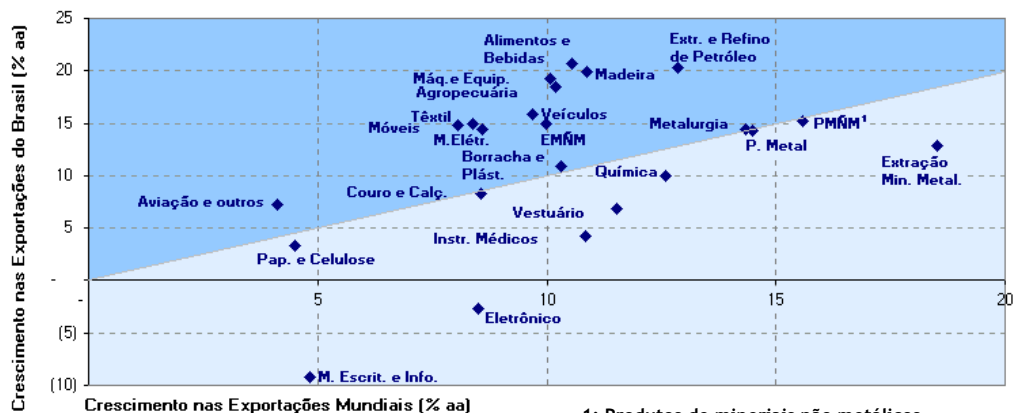 Crescimento nas Exportações do Brasil (% aa)
25
20
15
10
5
-
(5)
(10)
-
5
10
15
20
Alimentos e
Bebidas
Extr. e Refino
de Petróleo
Madeira
Máq.e Equip.
Agropecuária
Têxtil
Móveis
M.Elétr.
Veículos
EMÑM
Metalurgia
PMÑM¹
P. Metal
Borracha e
Plást.
Química
Extração
Min. Metal.
Couro e Calç.
Aviação e outros
Vestuário
Instr. Médicos
Pap. e Celulose
Eletrônico
M. Escrit. e Info.
Crescimento nas Exportações Mundiais (% aa)
1: Produtos de minerais não metálicos